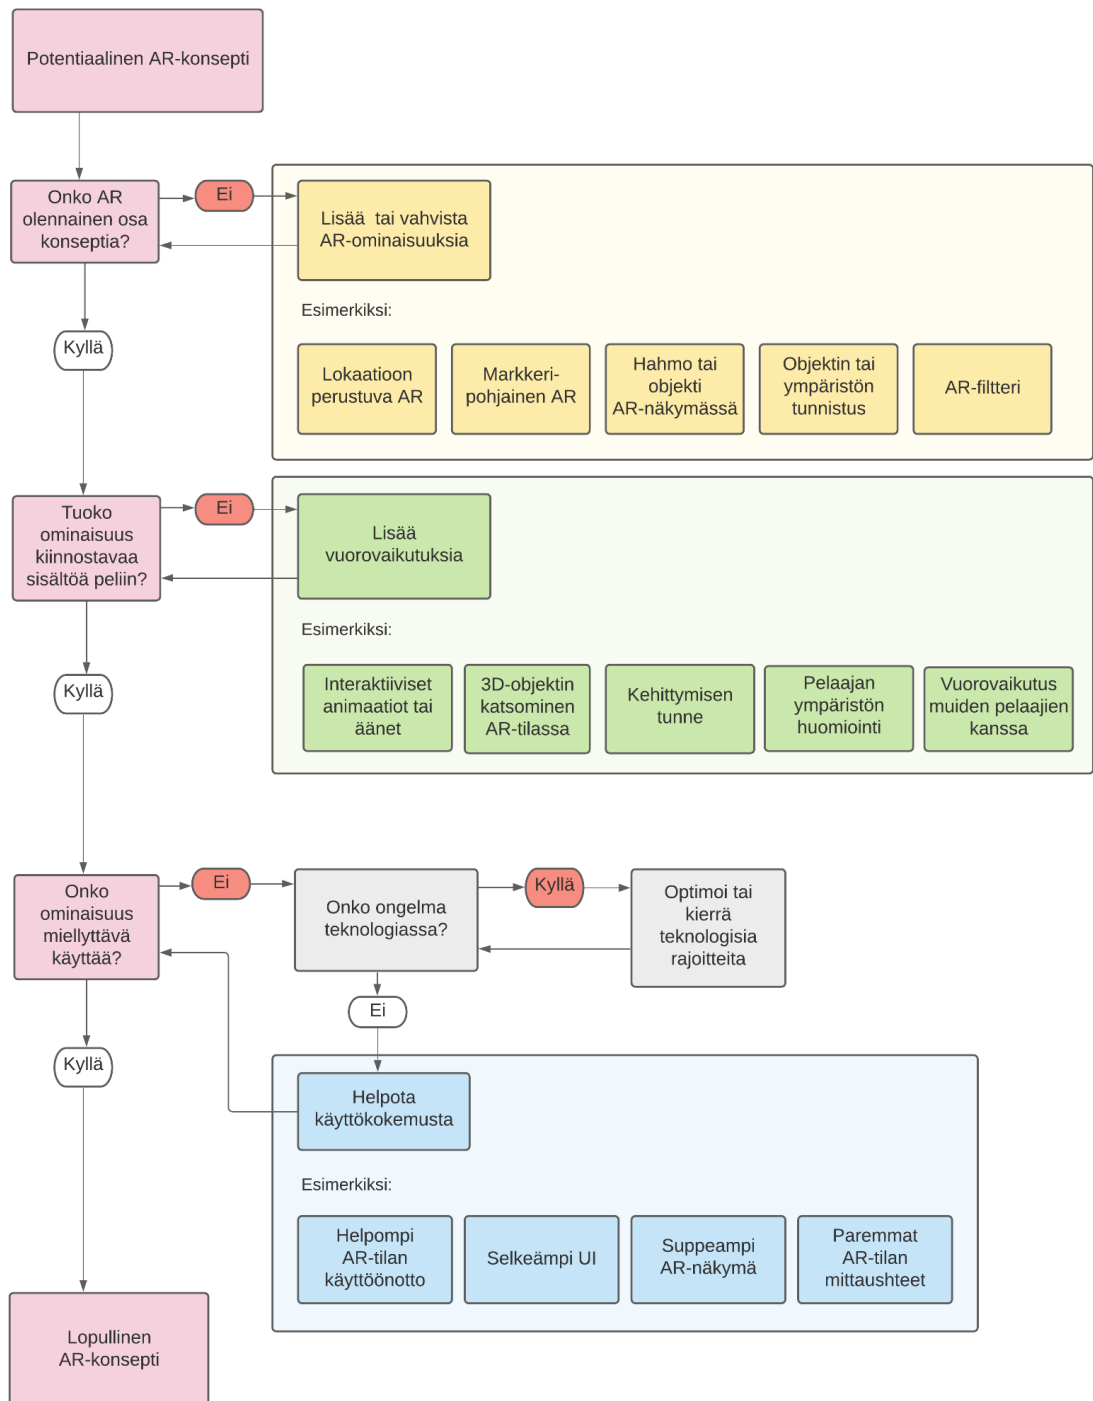 Potentiaalinen AR-konsepti
Onko AR
olennainen osa
konseptia?
Ei
Lisää tai vahvista
AR-ominaisuuksia
Esimerkiksi:
Lokaatioon
perustuva AR
Markkeri-
pohjainen AR
Hahmo tai
objekti
AR-näkymässä
Objektin tai
ympäristön
tunnistus
AR-filtteri
Kyllä
Tuoko
ominaisuus
kiinnostavaa
sisältöä peliin?
Ei
Lisää
vuorovaikutuksia
Esimerkiksi:
Interaktiiviset
animaatiot tai
äänet
3D-objektin
katsominen
AR-tilassa
Kehittymisen
tunne
Pelaajan
ympäristön
huomiointi
Vuorovaikutus
muiden pelaajien
kanssa
Kyllä
Onko
ominaisuus
miellyttävä
käyttää?
Ei
Onko ongelma
teknologiassa?
Kyllä
Optimoi tai
kierrä
teknologisia
rajoitteita
Ei
Kyllä
Helpota
käyttökokemusta
Esimerkiksi:
Helpompi
AR-tilan
käyttöönotto
Selkeämpi UI
Suppeampi
AR-näkymä
Paremmat
AR-tilan
mittaushteet
Lopullinen
AR-konsepti